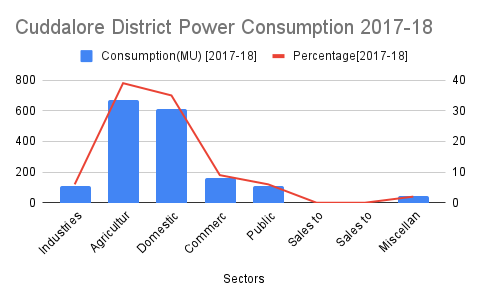 Cuddalore District Power Consumption 2017-18
Consumption(MU) [2017-18] Percentage[2017-18]
800 40
600 30
400 20
200 10
0 0
Industries Agricultur Domestic Commerc Public Sales to Sales to Miscellan
Sectors